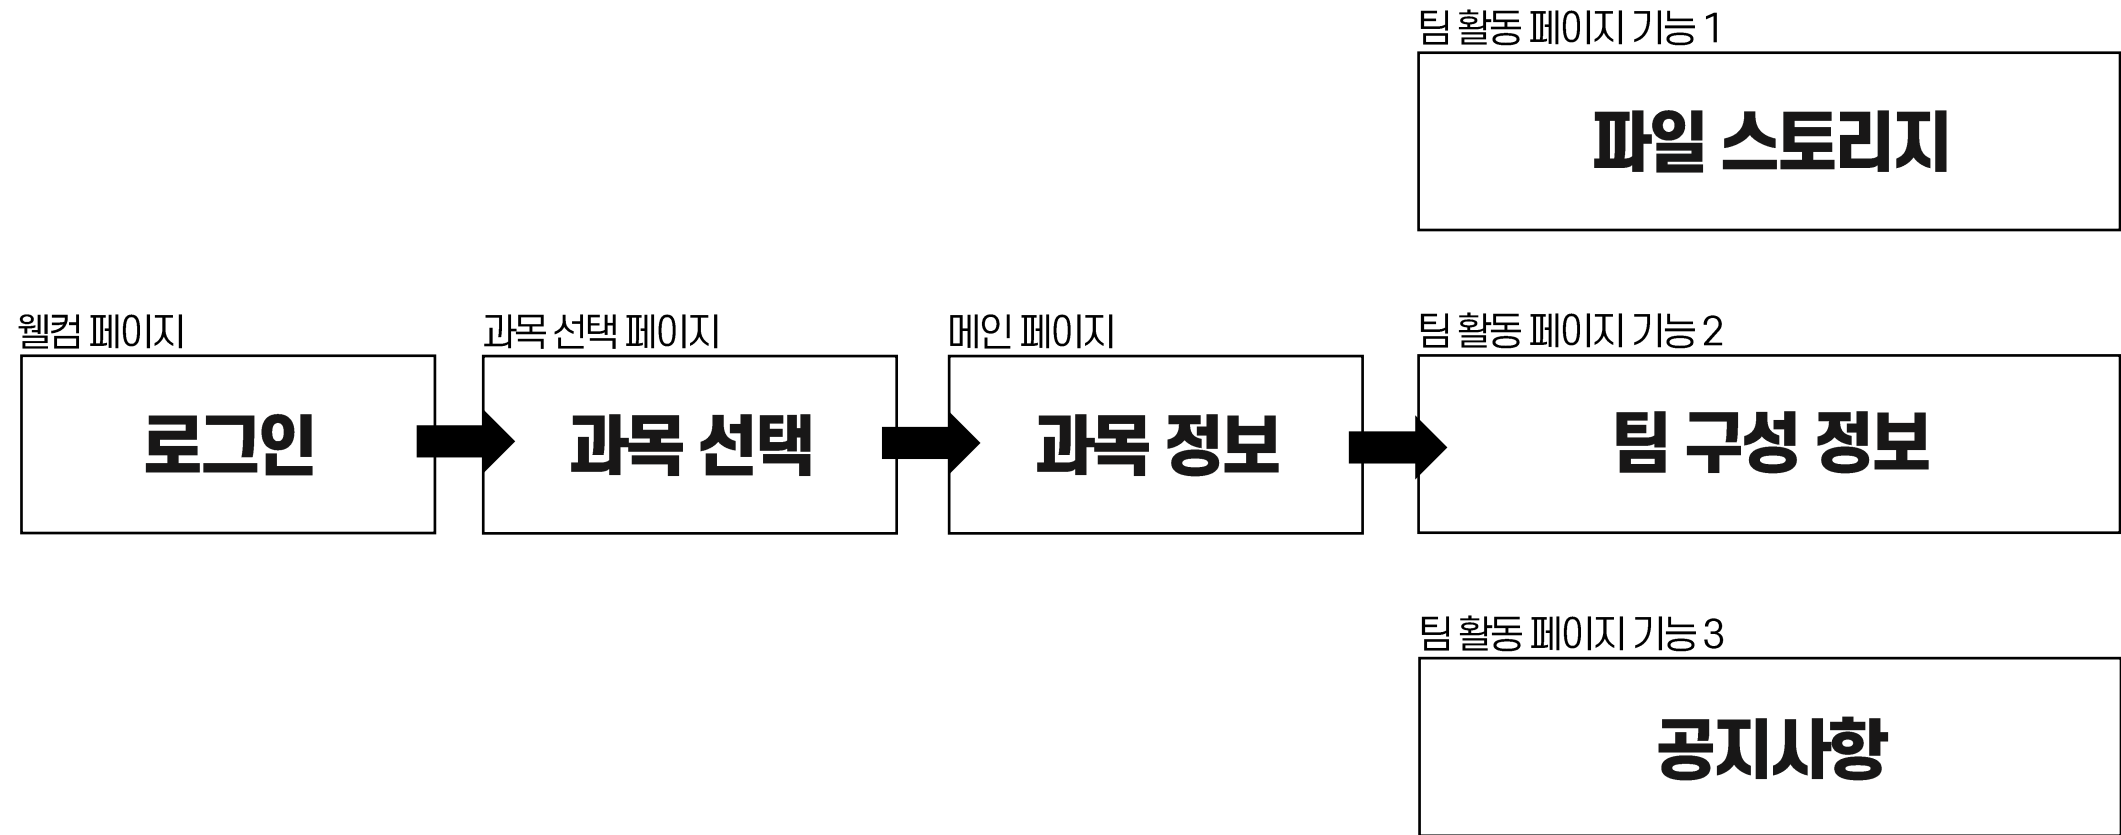 팀 활동 페이지 기능 1
파일 스토리지
웰컴 페이지
로그인
과목 선택 페이지
과목 선택
메인 페이지
과목 정보
팀 활동 페이지 기능 2
팀 구성 정보
팀 활동 페이지 기능 3
공지사항